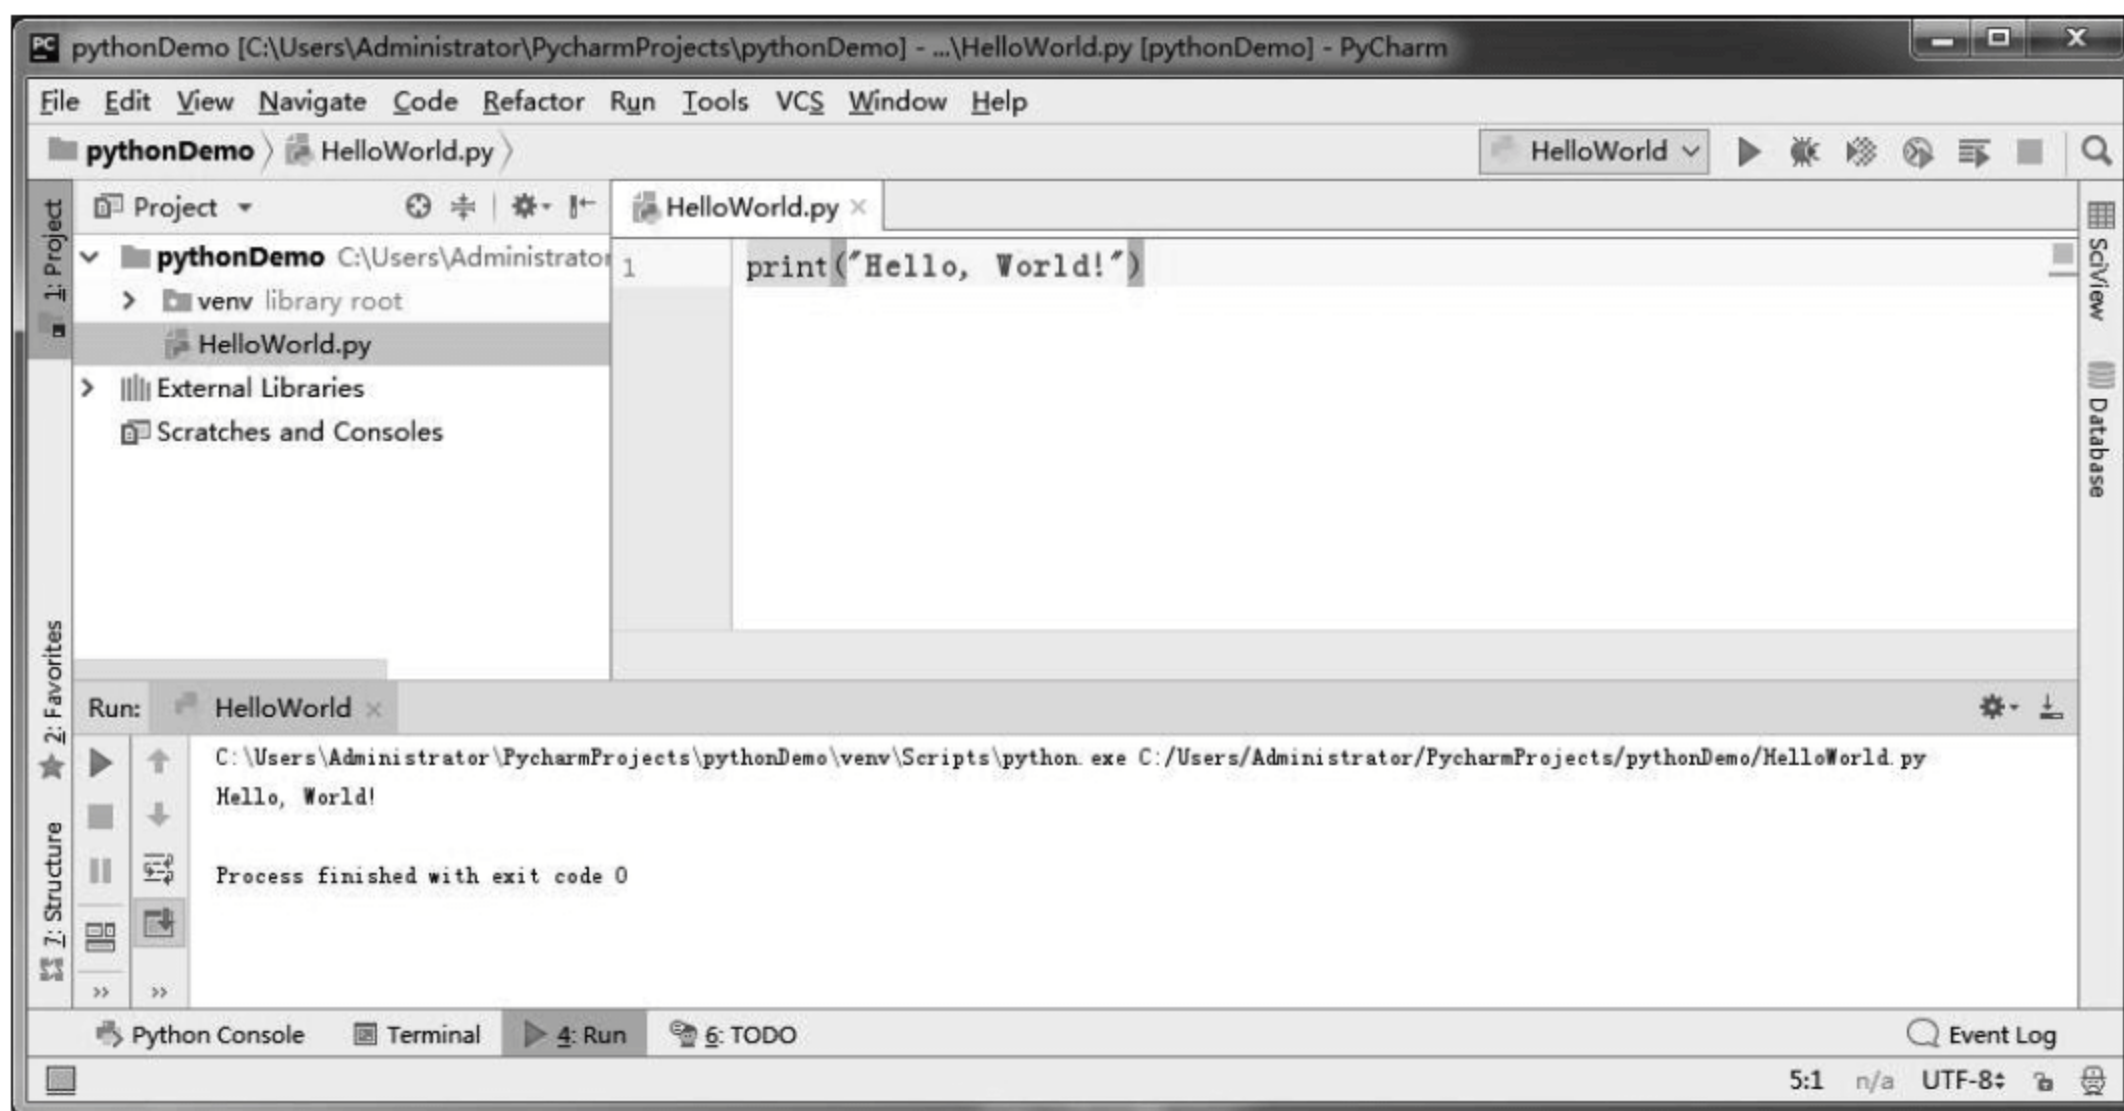 PC pythonDemo [C:\Users\Administrator\PycharmProjects\pythonDemo] - ...\HelloWorld.py [pythonDemo] - PyCharm
File Edit View Navigate Code Refactor Run Tools VCS Window Help
pythonDemo HelloWorld.py HelloWorld
1: Project
Project
HelloWorld.py
pythonDemo C:\Users\Administrator
venv library root
HelloWorld.py
External Libraries
Scratches and Consoles
1 print("Hello, World!")
SciView
Database
2: Favorites
7: Structure
Run: HelloWorld
C:\Users\Administrator\PycharmProjects\pythonDemo\venv\Scripts\python.exe C:/Users/Administrator/PycharmProjects/pythonDemo/HelloWorld.py
Hello, World!
Process finished with exit code 0
Python Console Terminal 4: Run 6: TODO Event Log
5:1 n/a UTF-8